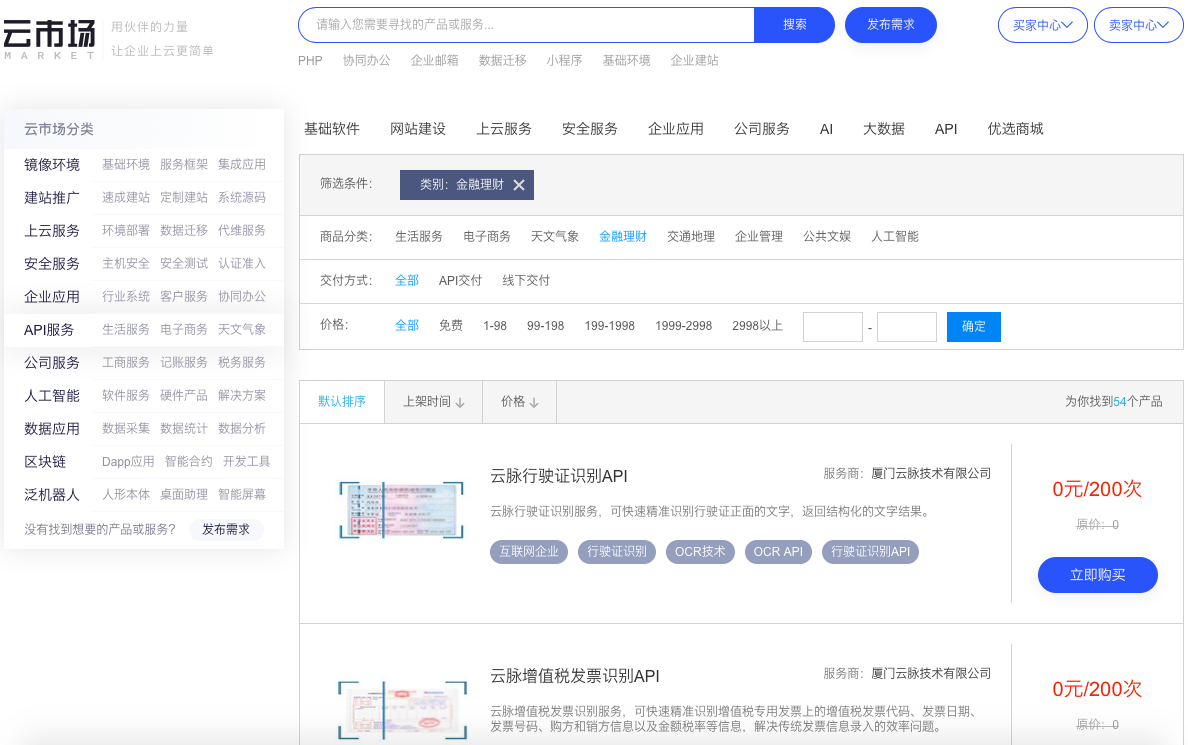 云市场
MARKET
用伙伴的力量
让企业上云更简单
请输入您需要寻找的产品或服务...
搜索
发布需求
买家中心
卖家中心
PHP 协同办公 企业邮箱 数据迁移 小程序 基础环境 企业建站
云市场分类
镜像环境 基础环境 服务框架 集成应用
建站推广 速成建站 定制建站 系统源码
上云服务 环境部署 数据迁移 代维服务
安全服务 主机安全 安全测试 认证准入
企业应用 行业系统 客户服务 协同办公
API服务 生活服务 电子商务 天文气象
公司服务 工商服务 记账服务 税务服务
人工智能 软件服务 硬件产品 解决方案
数据应用 数据采集 数据统计 数据分析
区块链 Dapp应用 智能合约 开发工具
泛机器人 人形本体 桌面助理 智能屏幕
没有找到想要的产品或服务? 发布需求
基础软件 网站建设 上云服务 安全服务 企业应用 公司服务 AI 大数据 API 优选商城
筛选条件: 类别：金融理财
商品分类: 生活服务 电子商务 天文气象 金融理财 交通地理 企业管理 公共文娱 人工智能
交付方式: 全部 API交付 线下交付
价格: 全部 免费 1-98 99-198 199-1998 1999-2998 2998以上 - 确定
默认排序 上架时间 价格 为你找到54个产品
云脉行驶证识别API
服务商：厦门云脉技术有限公司
云脉行驶证识别服务，可快速精准识别行驶证正面的文字，返回结构化的文字结果。
互联网企业 行驶证识别 OCR技术 OCR API 行驶证识别API
0元/200次
原价：0
立即购买
云脉增值税发票识别API
服务商：厦门云脉技术有限公司
云脉增值税发票识别服务，可快速精准识别增值税专用发票上的增值税发票代码、发票日期、
发票号码、购方和销方信息以及金额税率等信息，解决传统发票信息录入的效率问题。
0元/200次
原价：0